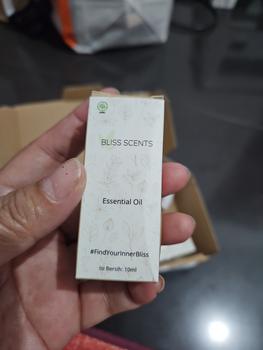 BLISS SCENTS
Essential Oil
#FindYourInnerBliss
Isi Bersih: 10ml